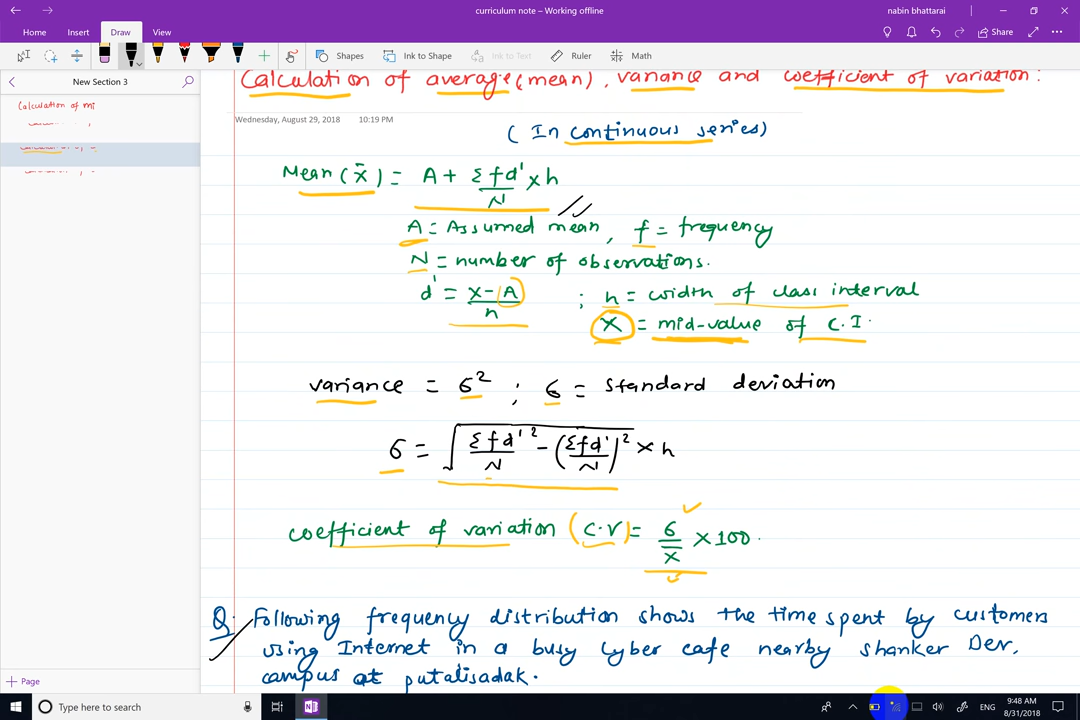 curriculum note – Working offline
nabin bhattarai
Home Insert Draw View
Share
Shapes Ink to Shape Ink to Text Ruler Math
New Section 3
Calculation of mi
Calculation of average(mean), variance and coefficient of variation:
Wednesday, August 29, 2018 10:19 PM
(In continuous series)
Mean(x̄) = A + Σfd'/N × h
A = Assumed mean, f = frequency
N = number of observations.
d' = x-A/h ; h = width of class interval
x = mid-value of C.I.
variance = σ² ; σ = standard deviation
σ = √(Σfd'²/N - (Σfd'/N)²) × h
coefficient of variation (C.V) = σ/x̄ × 100.
Q. Following frequency distribution shows the time spent by customers
using Internet in a busy cyber cafe nearby shanker Dev.
campus at putalisadak.
+ Page
Type here to search
ENG
9:48 AM
8/31/2018